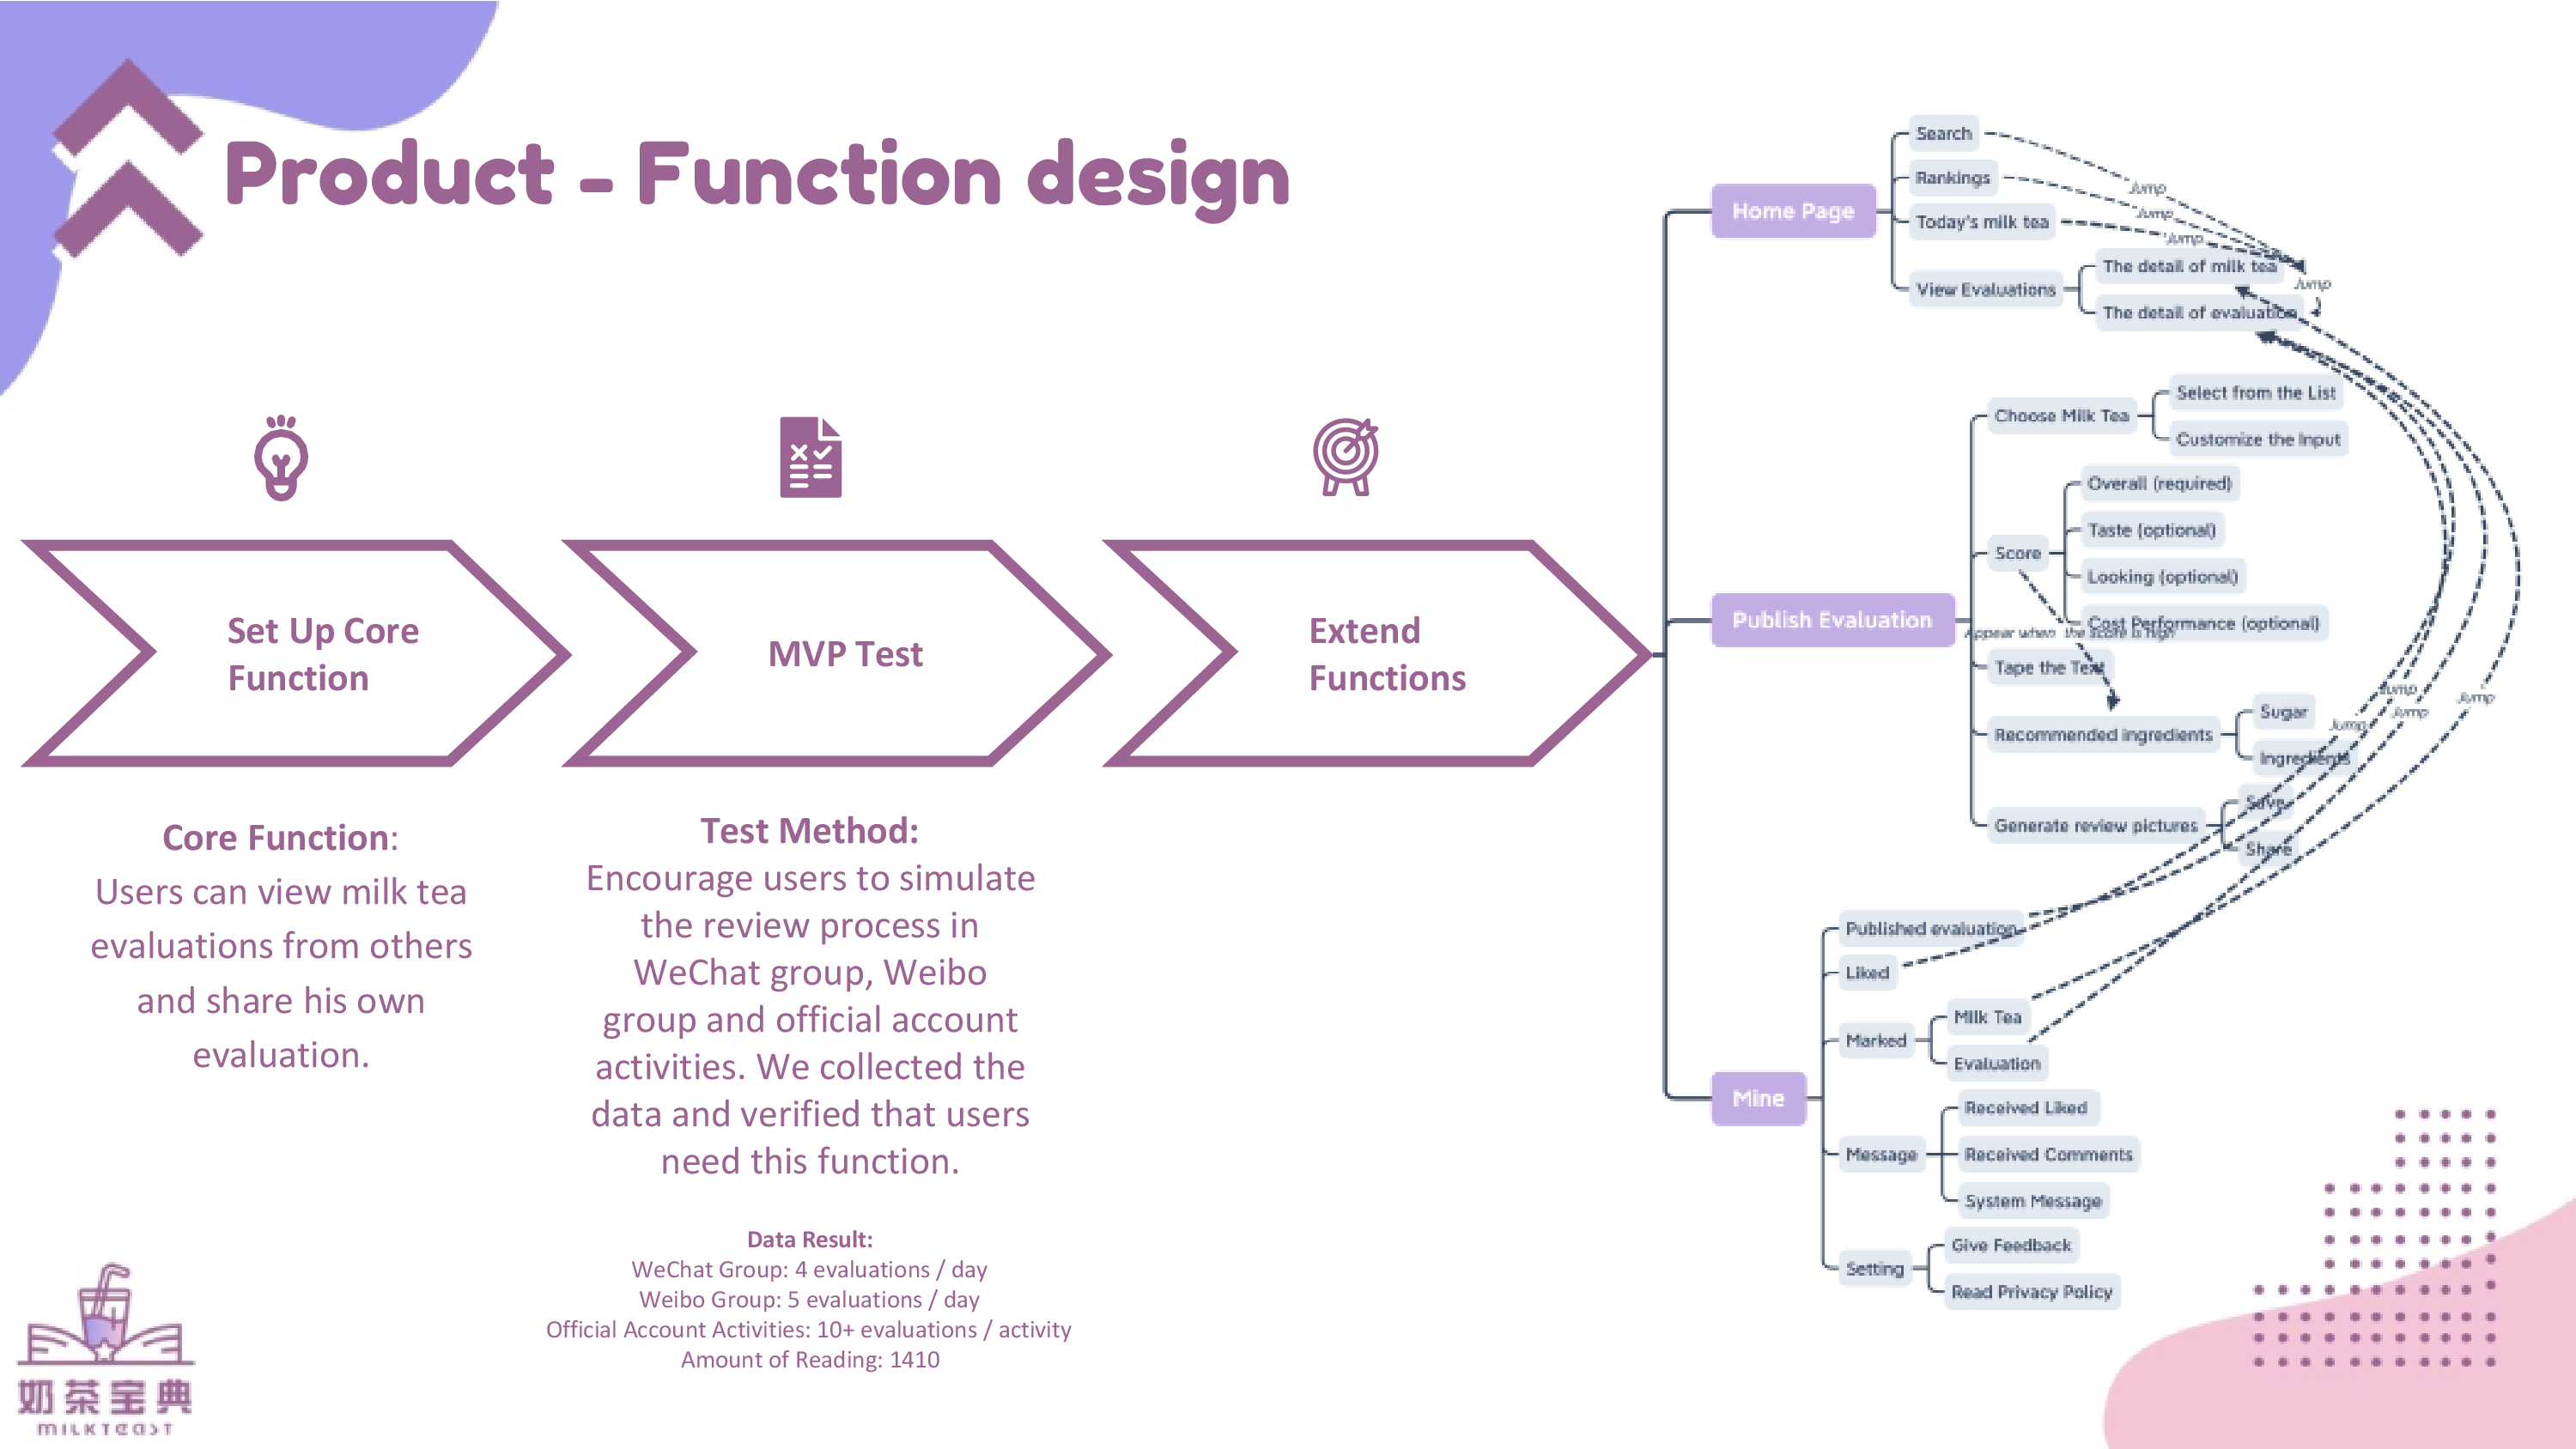 Product - Function design
Set Up Core
Function
MVP Test
Extend
Functions
Core Function:
Users can view milk tea
evaluations from others
and share his own
evaluation.
Test Method:
Encourage users to simulate
the review process in
WeChat group, Weibo
group and official account
activities. We collected the
data and verified that users
need this function.
Data Result:
WeChat Group: 4 evaluations / day
Weibo Group: 5 evaluations / day
Official Account Activities: 10+ evaluations / activity
Amount of Reading: 1410
Home Page
Search
Rankings
Today's milk tea
View Evaluations
The detail of milk tea
The detail of evaluation
Jump
Jump
Jump
Jump
Publish Evaluation
Choose Milk Tea
Select from the List
Customize the Input
Score
Overall (required)
Taste (optional)
Looking (optional)
Cost Performance (optional)
Appear when the score is high
Tape the Text
Recommended ingredients
Sugar
Ingredients
Generate review pictures
Save
Share
Jump
Jump
Jump
Jump
Mine
Published evaluation
Liked
Marked
Milk Tea
Evaluation
Message
Received Liked
Received Comments
System Message
Setting
Give Feedback
Read Privacy Policy
奶茶宝典
MILKTEAST